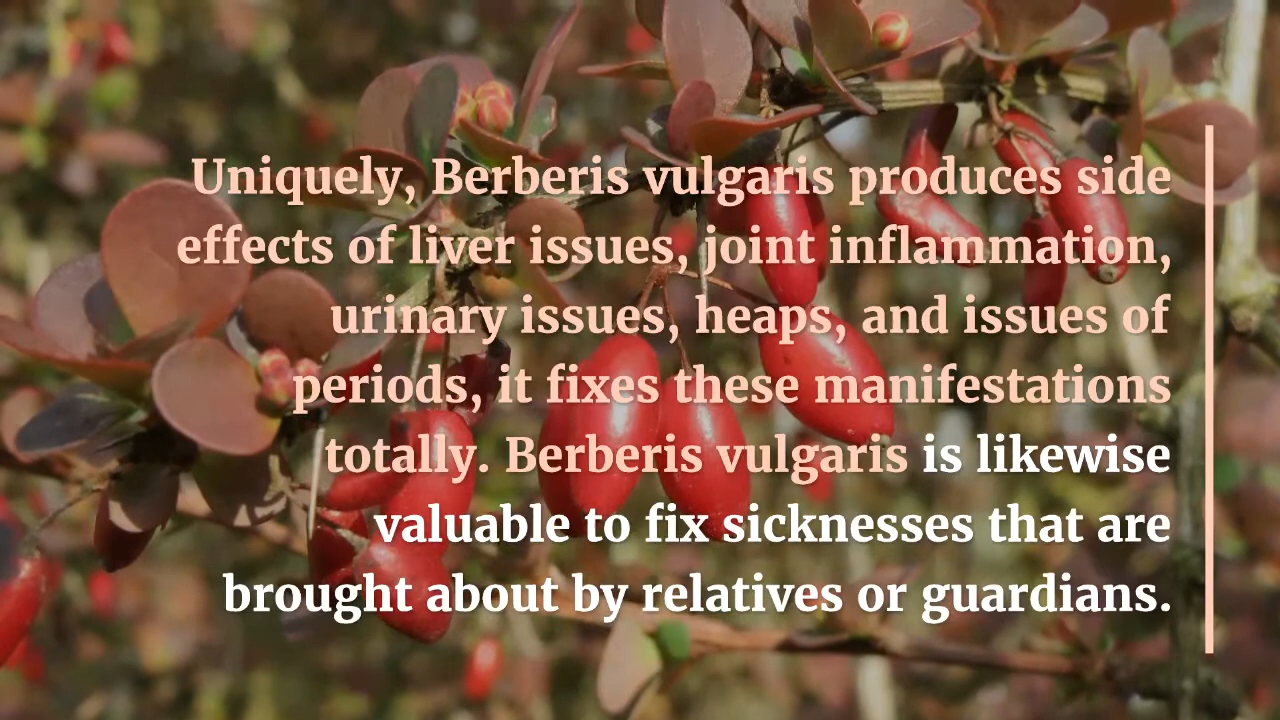 Uniquely, Berberis vulgaris produces side
effects of liver issues, joint inflammation,
urinary issues, heaps, and issues of
periods, it fixes these manifestations
totally. Berberis vulgaris is likewise
valuable to fix sicknesses that are
brought about by relatives or guardians.